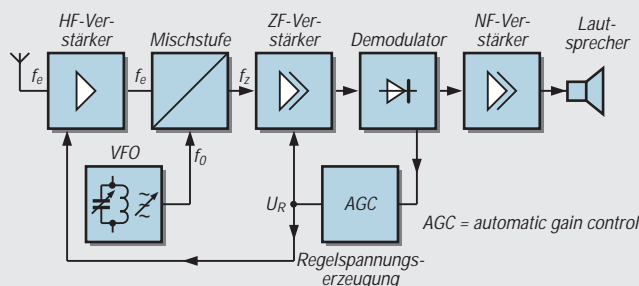 HF-Ver-
stärker
Mischstufe
ZF-Ver-
stärker
Demodulator
NF-Ver-
stärker
Laut-
sprecher
fe
fe
fz
VFO
f0
UR
AGC
AGC = automatic gain control
Regelspannungs-
erzeugung